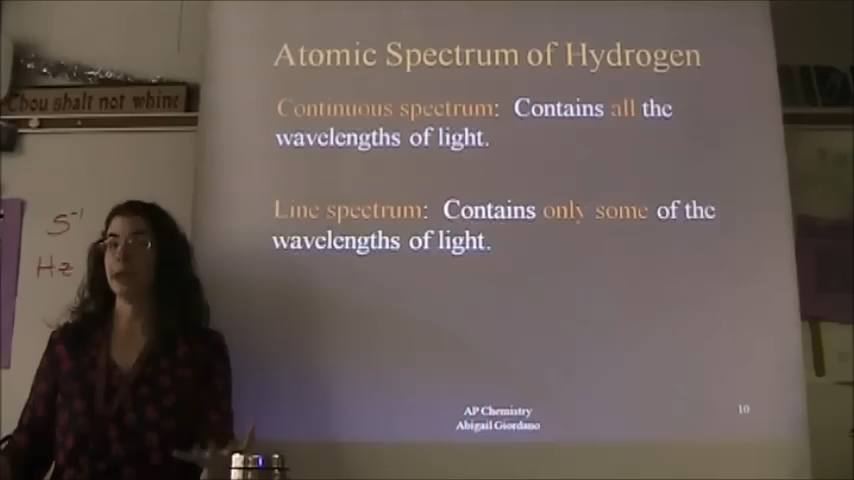 Thou shalt not whine
S⁻¹
Hz
Atomic Spectrum of Hydrogen
Continuous spectrum: Contains all the
wavelengths of light.
Line spectrum: Contains only some of the
wavelengths of light.
AP Chemistry
Abigail Giordano
10